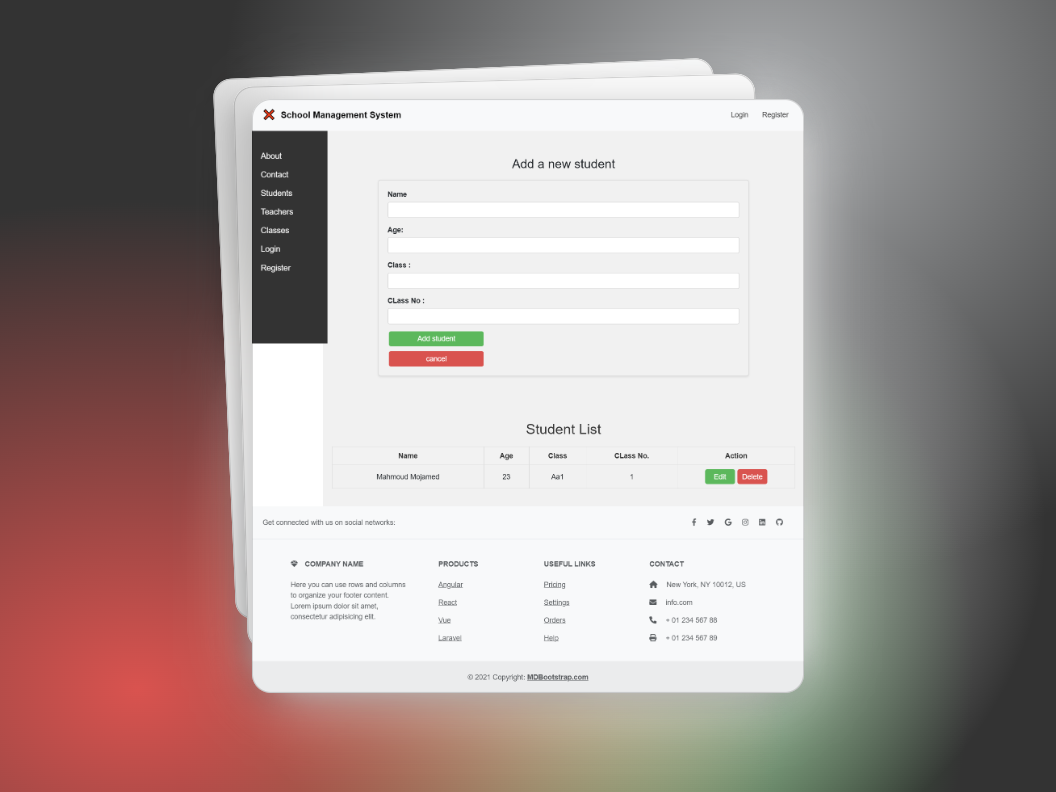 School Management System
Login Register
About
Contact
Students
Teachers
Classes
Login
Register
Add a new student
Name
Age:
Class :
CLass No :
Add student
cancel
Student List
Name Age Class CLass No. Action
Mahmoud Mojamed 23 Aa1 1 Edit Delete
Get connected with us on social networks:
COMPANY NAME
Here you can use rows and columns
to organize your footer content.
Lorem ipsum dolor sit amet,
consectetur adipisicing elit.
PRODUCTS
Angular
React
Vue
Laravel
USEFUL LINKS
Pricing
Settings
Orders
Help
CONTACT
New York, NY 10012, US
info.com
+ 01 234 567 88
+ 01 234 567 89
© 2021 Copyright: MDBootstrap.com